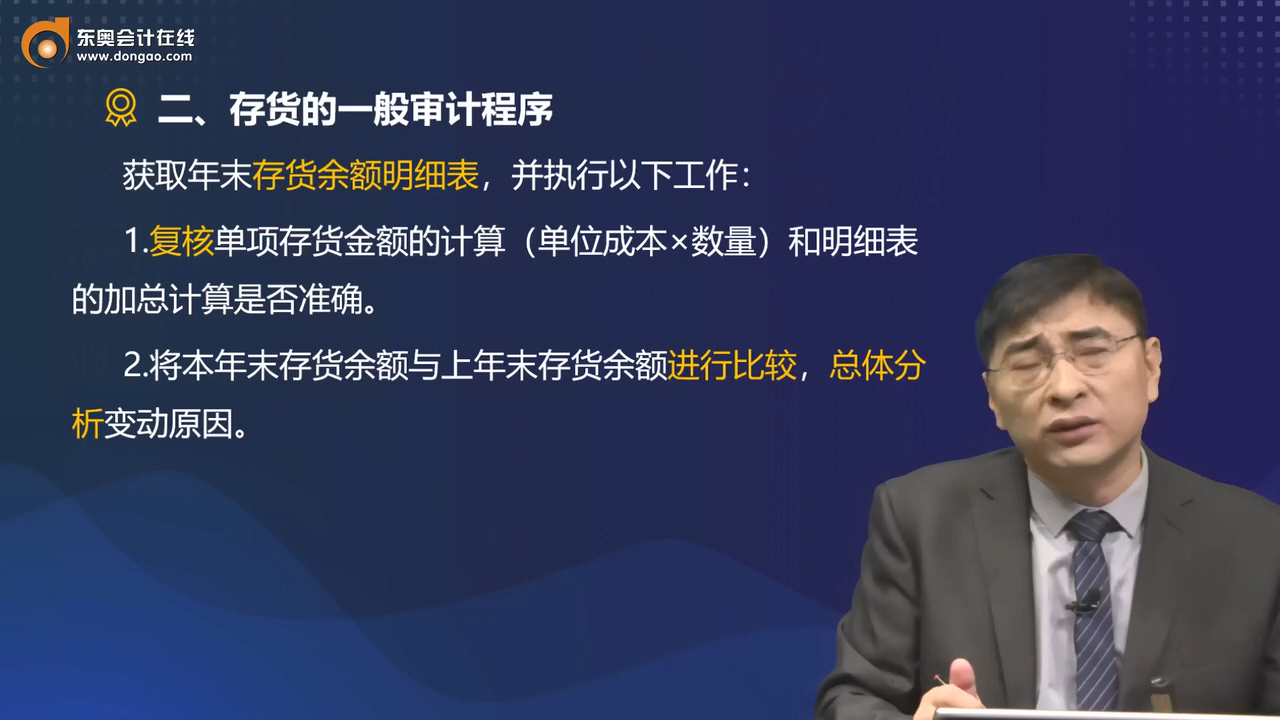 东奥会计在线
www.dongao.com
二、存货的一般审计程序
获取年末存货余额明细表，并执行以下工作：
1.复核单项存货金额的计算（单位成本×数量）和明细表
的加总计算是否准确。
2.将本年末存货余额与上年末存货余额进行比较，总体分
析变动原因。